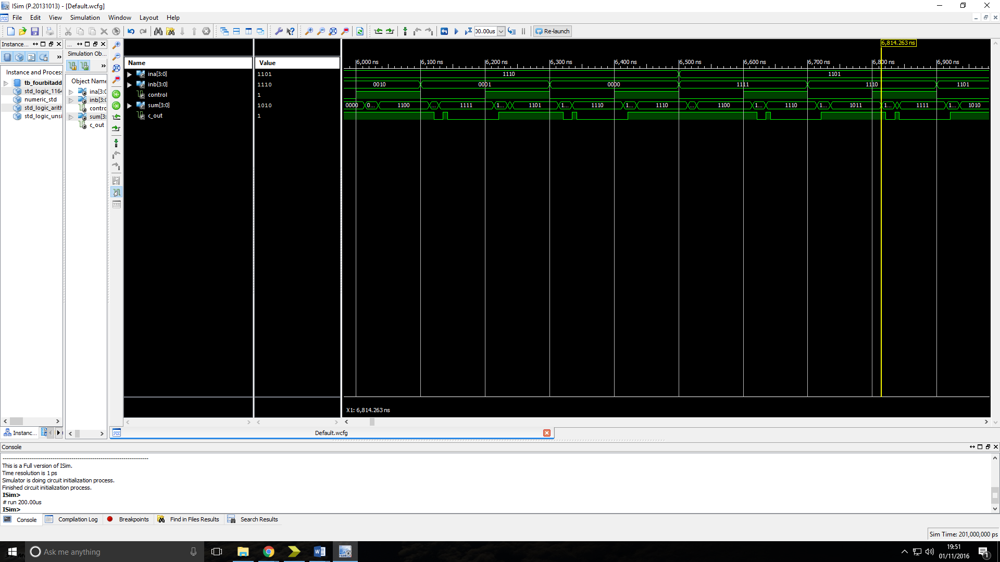 ISim (P.20131013) - [Default.wcfg]
File Edit View Simulation Window Layout Help
00.00us Re-launch
Instance... ...
Simulation Ob...
Instance and Process
tb_fourbitadd
std_logic_1164
numeric_std
std_logic_arith
std_logic_unsi
Object Name
ina[3:0
inb[3:0
contro
sum[3:
c_out
Name Value
ina[3:0] 1101
inb[3:0] 1110
control 1
sum[3:0] 1010
c_out 1
6,814.263 ns
6,000 ns 6,100 ns 6,200 ns 6,300 ns 6,400 ns 6,500 ns 6,600 ns 6,700 ns 6,800 ns 6,900 ns
1110 1101
0010 0001 0000 1111 1110 1101
0000 0... 1100 ... 1111 1... 1101 1... 1110 1... 1110 ... 1100 1... 1110 1... 1011 1... 1111 1... 1010
X1: 6,814.263 ns
Instanc...
Default.wcfg
Console
This is a Full version of ISim.
Time resolution is 1 ps
Simulator is doing circuit initialization process.
Finished circuit initialization process.
ISim>
# run 200.00us
ISim>
Console Compilation Log Breakpoints Find in Files Results Search Results
Sim Time: 201,000,000 ps
Ask me anything
19:51
01/11/2016
1